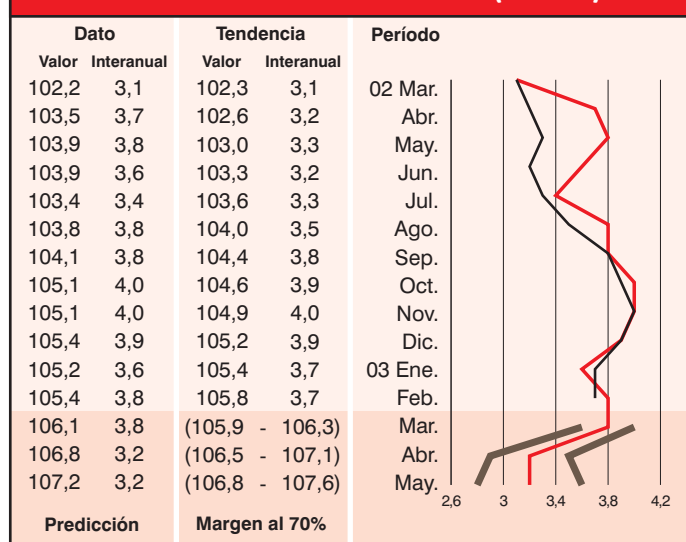 Dato Tendencia Período
Valor Interanual Valor Interanual
102,2 3,1 102,3 3,1 02 Mar.
103,5 3,7 102,6 3,2 Abr.
103,9 3,8 103,0 3,3 May.
103,9 3,6 103,3 3,2 Jun.
103,4 3,4 103,6 3,3 Jul.
103,8 3,8 104,0 3,5 Ago.
104,1 3,8 104,4 3,8 Sep.
105,1 4,0 104,6 3,9 Oct.
105,1 4,0 104,9 4,0 Nov.
105,4 3,9 105,2 3,9 Dic.
105,2 3,6 105,4 3,7 03 Ene.
105,4 3,8 105,8 3,7 Feb.
106,1 3,8 (105,9 - 106,3) Mar.
106,8 3,2 (106,5 - 107,1) Abr.
107,2 3,2 (106,8 - 107,6) May.
2,6 3 3,4 3,8 4,2
Predicción Margen al 70%